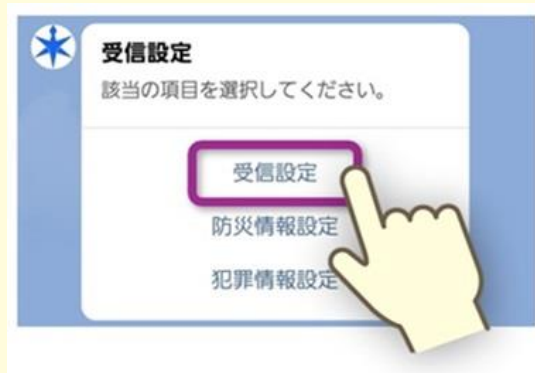 受信設定
該当の項目を選択してください。
受信設定
防災情報設定
犯罪情報設定